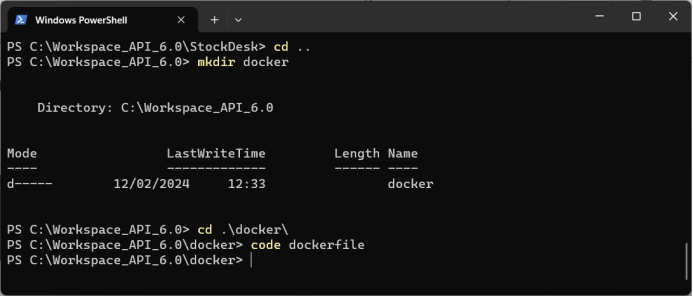 Windows PowerShell
PS C:\Workspace_API_6.0\StockDesk> cd ..
PS C:\Workspace_API_6.0> mkdir docker
Directory: C:\Workspace_API_6.0
Mode LastWriteTime Length Name
---- ------------- ------ ----
d----- 12/02/2024 12:33 docker
PS C:\Workspace_API_6.0> cd .\docker\
PS C:\Workspace_API_6.0\docker> code dockerfile
PS C:\Workspace_API_6.0\docker>